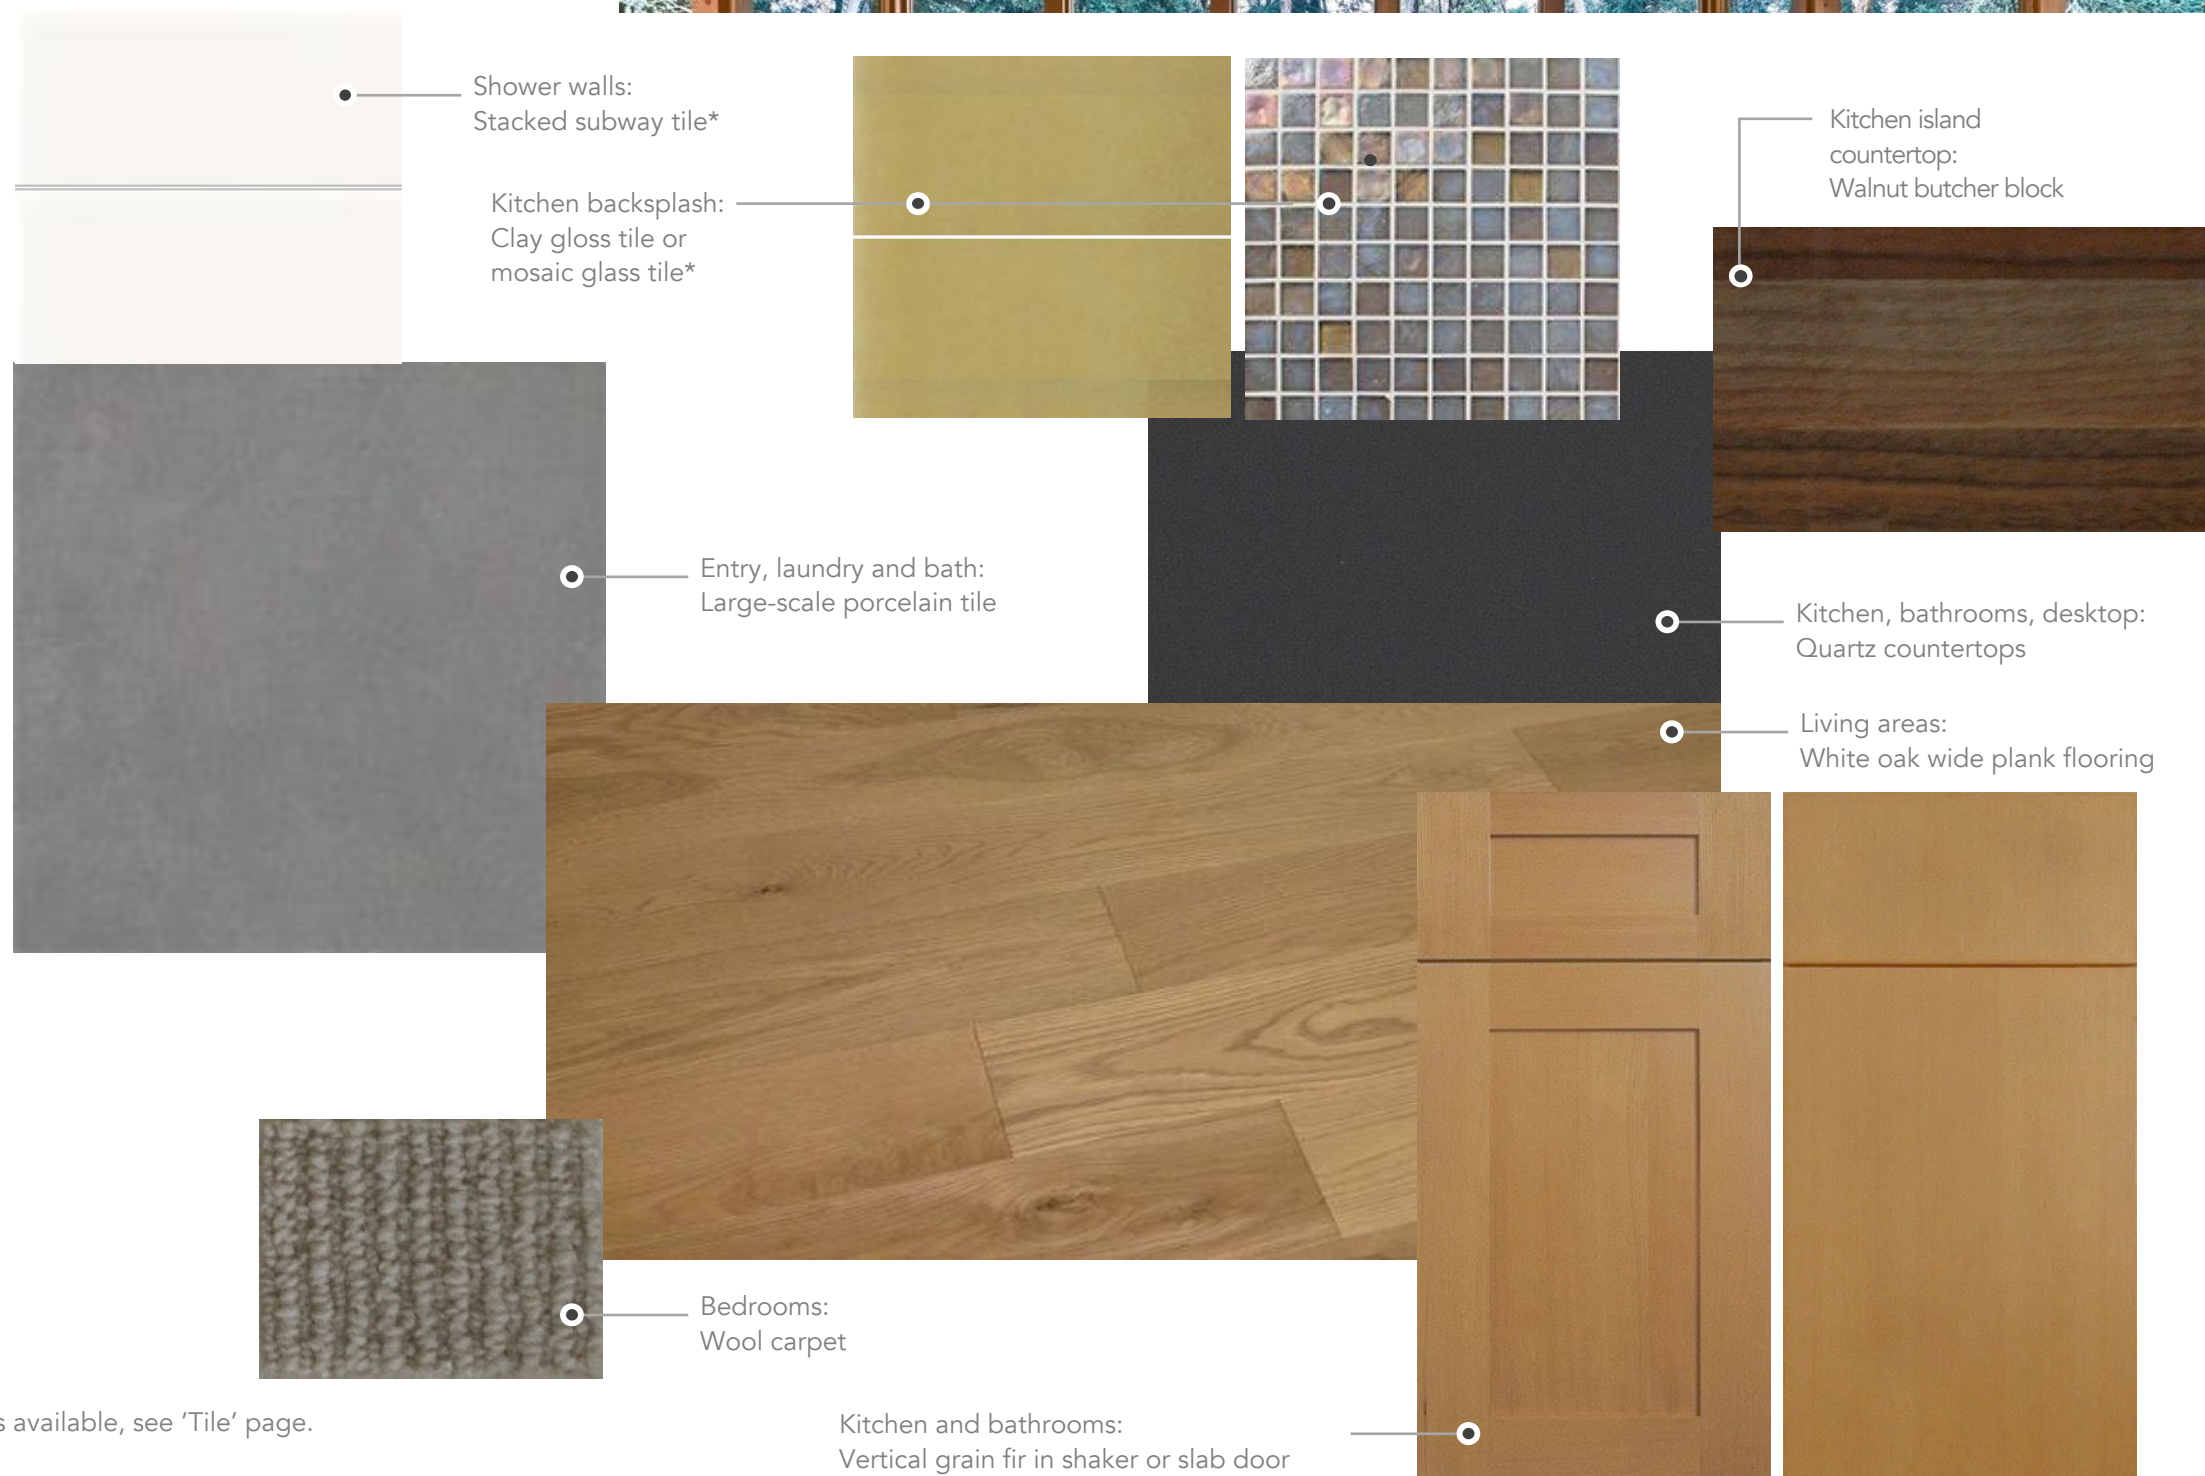 Shower walls:
Stacked subway tile*
Kitchen backsplash:
Clay gloss tile or
mosaic glass tile*
Kitchen island
countertop:
Walnut butcher block
Entry, laundry and bath:
Large-scale porcelain tile
Kitchen, bathrooms, desktop:
Quartz countertops
Living areas:
White oak wide plank flooring
Bedrooms:
Wool carpet
s available, see ‘Tile’ page.
Kitchen and bathrooms:
Vertical grain fir in shaker or slab door